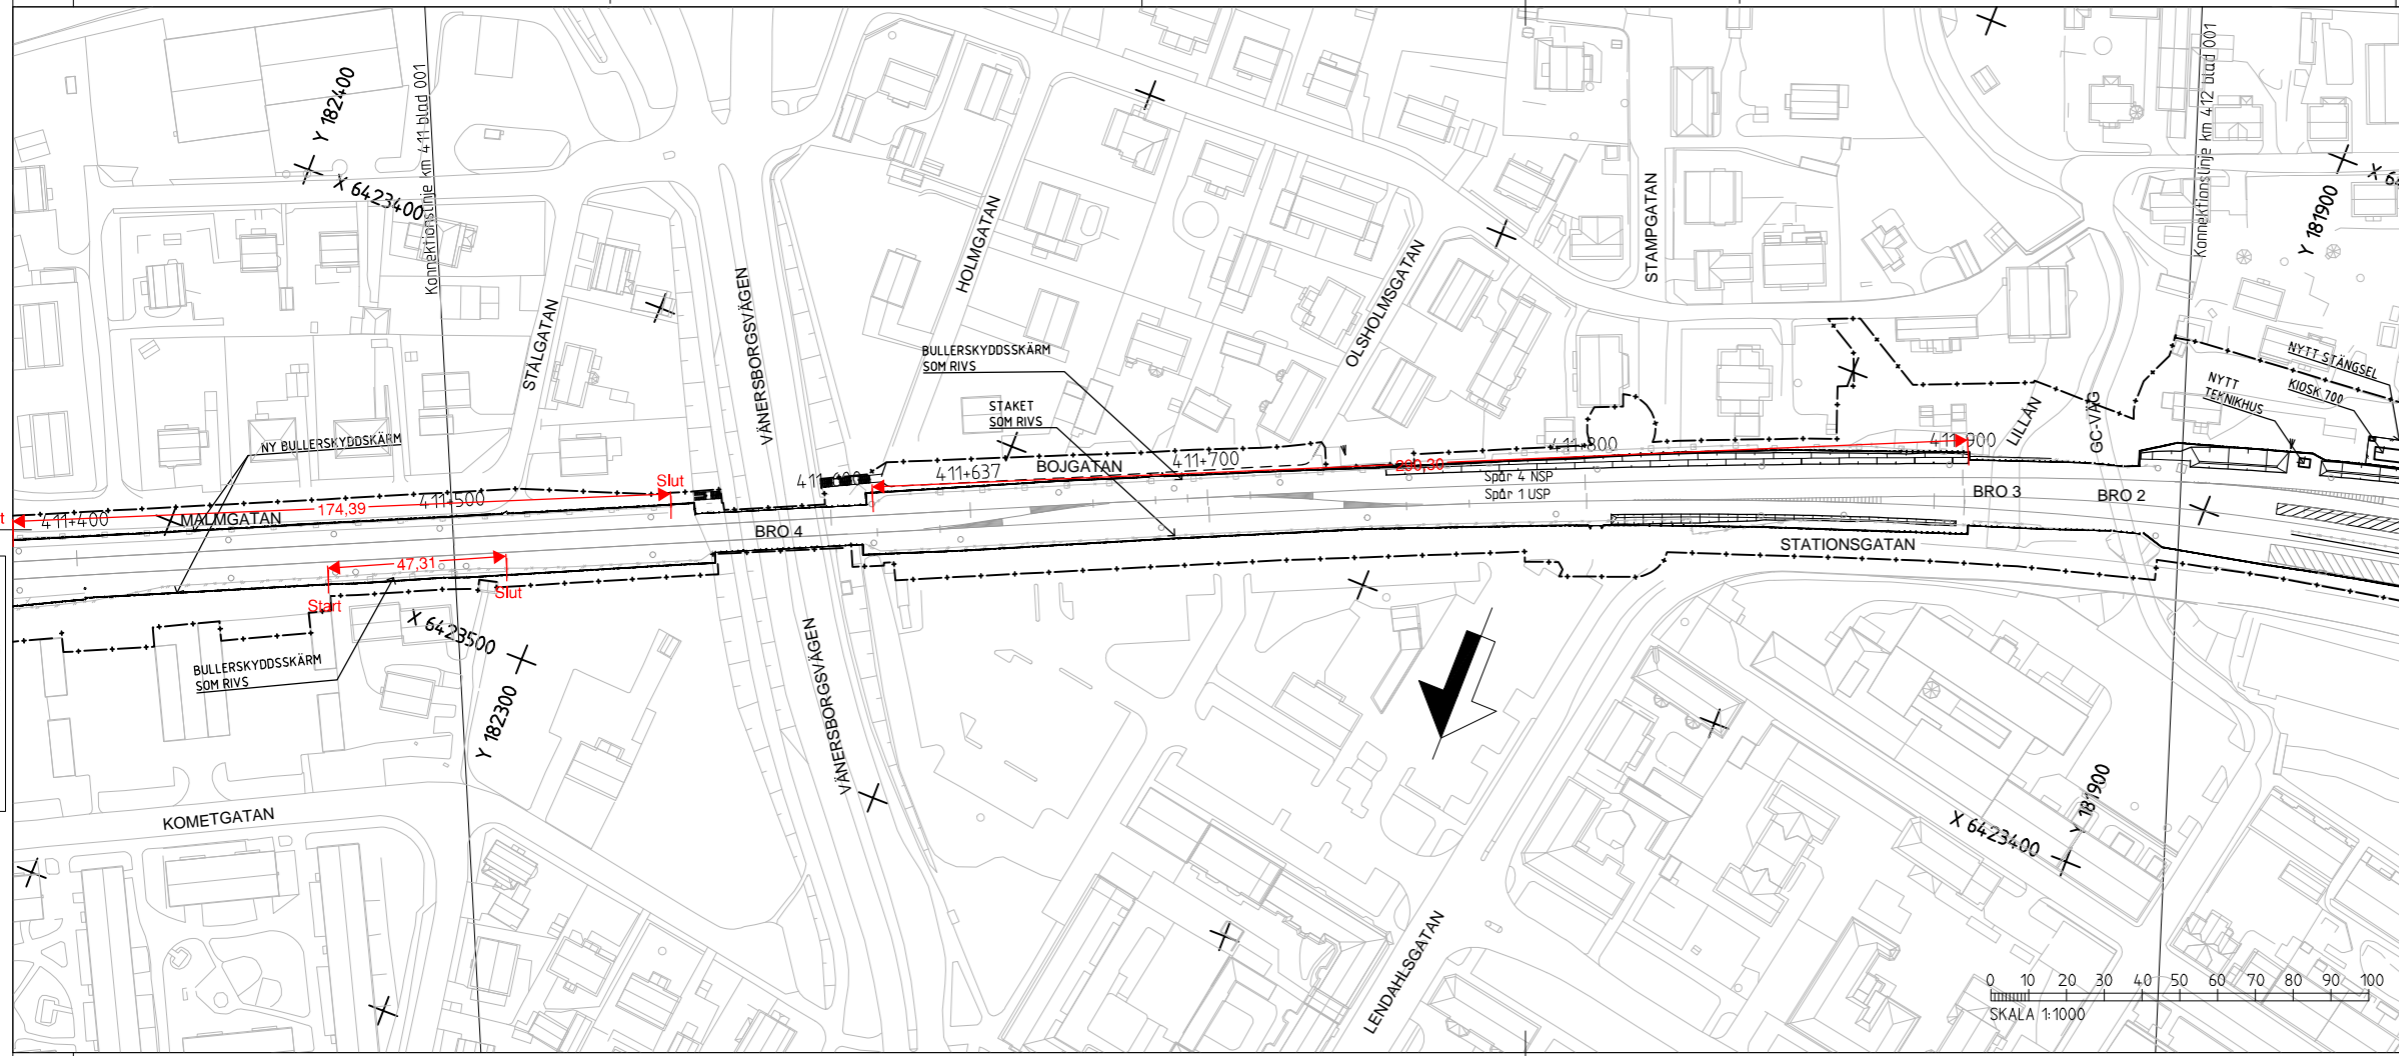 Y 182400
X 6423400
Konnektionslinje km 411 blad 001
STÅLGATAN
VÄNERSBORGSVÄGEN
HOLMGATAN
OLSHOLMSGATAN
STAMPGATAN
Konnektionslinje km 412 blad 001
Y 181900
X 64
BULLERSKYDDSSKÄRM
SOM RIVS
STAKET
SOM RIVS
NYTT STÄNGSEL
KIOSK 700
NYTT
TEKNIKHUS
LILLÅN
GC-VÄG
NY BULLERSKYDDSKÄRM
411+400
MALMGATAN
174,39
411+500
Slut
411+600
411+637
BOJGATAN
411+700
411+800
411+900
Spår 4 NSP
Spår 1 USP
BRO 4
BRO 3
BRO 2
STATIONSGATAN
47,31
Start
Slut
BULLERSKYDDSSKÄRM
SOM RIVS
X 6423500
Y 182300
VÄNERSBORGSVÄGEN
KOMETGATAN
LENDAHLSGATAN
X 6423400
Y 181900
0 10 20 30 40 50 60 70 80 90 100
SKALA 1:1000